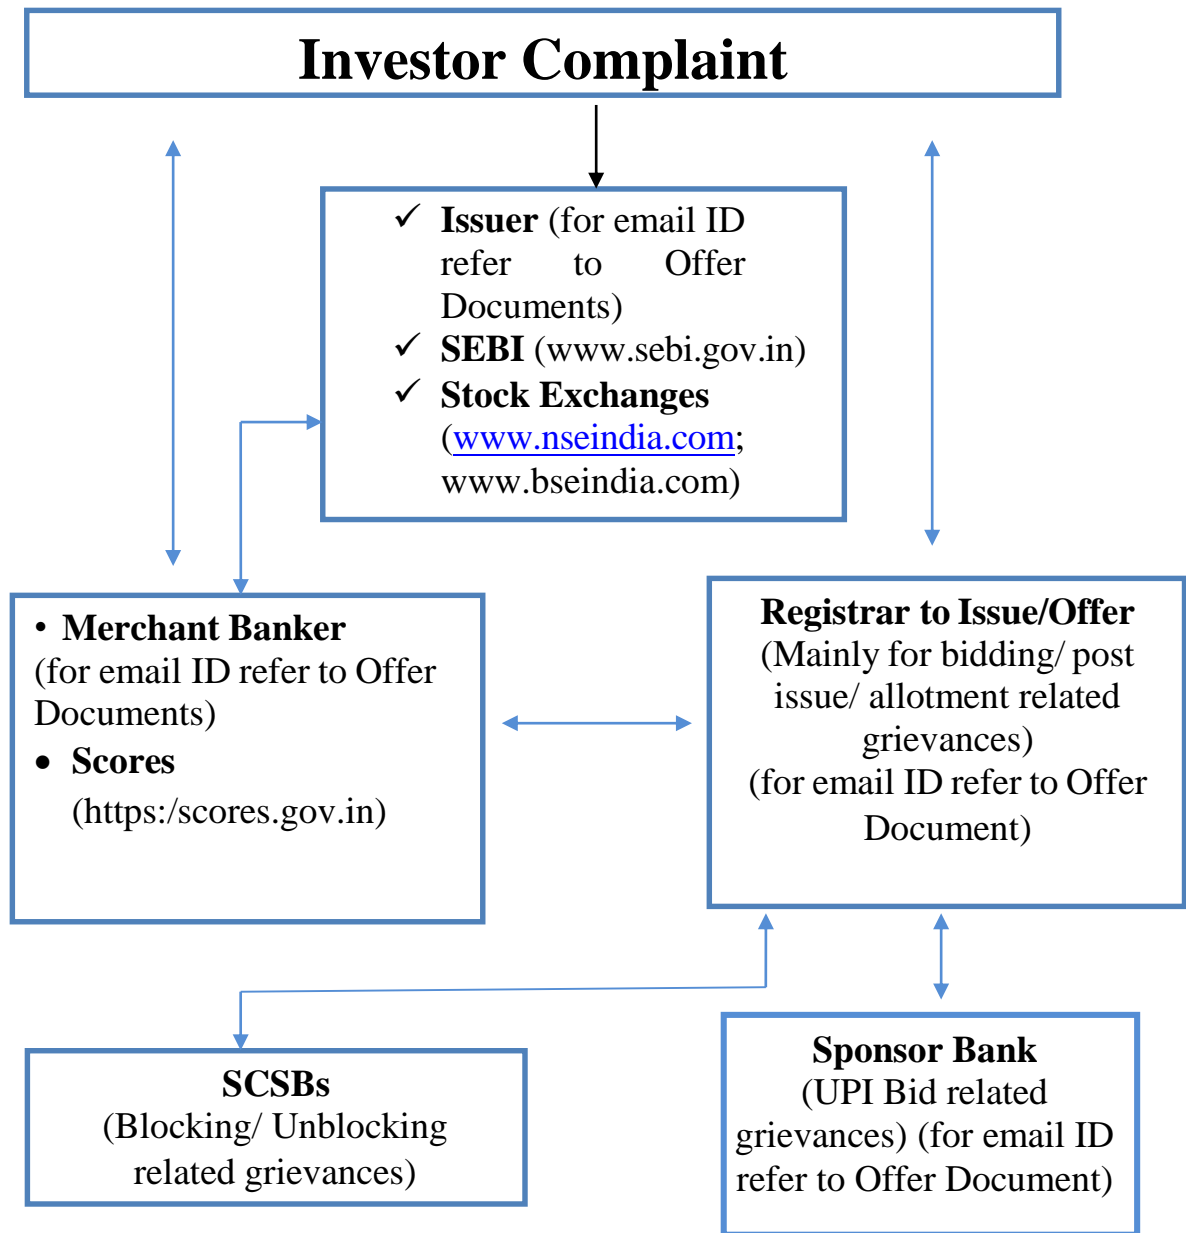 Investor Complaint
✓ Issuer (for email ID
refer to Offer
Documents)
✓ SEBI (www.sebi.gov.in)
✓ Stock Exchanges
(www.nseindia.com;
www.bseindia.com)
• Merchant Banker
(for email ID refer to Offer
Documents)
• Scores
(https:/scores.gov.in)
Registrar to Issue/Offer
(Mainly for bidding/ post
issue/ allotment related
grievances)
(for email ID refer to Offer
Document)
SCSBs
(Blocking/ Unblocking
related grievances)
Sponsor Bank
(UPI Bid related
grievances) (for email ID
refer to Offer Document)